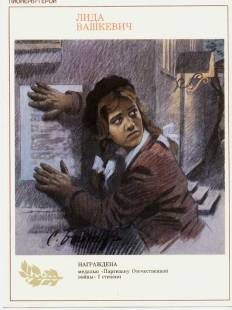 ПИОНЕРЫ-ГЕРОИ
ЛИДА
ВАШКЕВИЧ
НАГРАЖДЕНА
медалью «Партизану Отечественной
войны» I степени